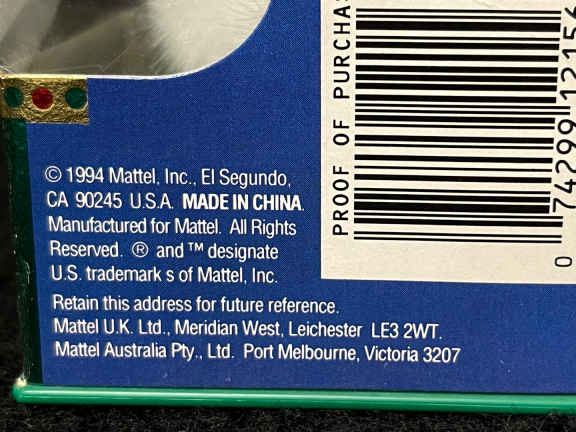 © 1994 Mattel, Inc., El Segundo,
CA 90245 U.S.A. MADE IN CHINA.
Manufactured for Mattel. All Rights
Reserved. ® and ™ designate
U.S. trademark s of Mattel, Inc.
Retain this address for future reference.
Mattel U.K. Ltd., Meridian West, Leichester LE3 2WT.
Mattel Australia Pty., Ltd. Port Melbourne, Victoria 3207
PROOF OF PURCHAS
0 74299 12156